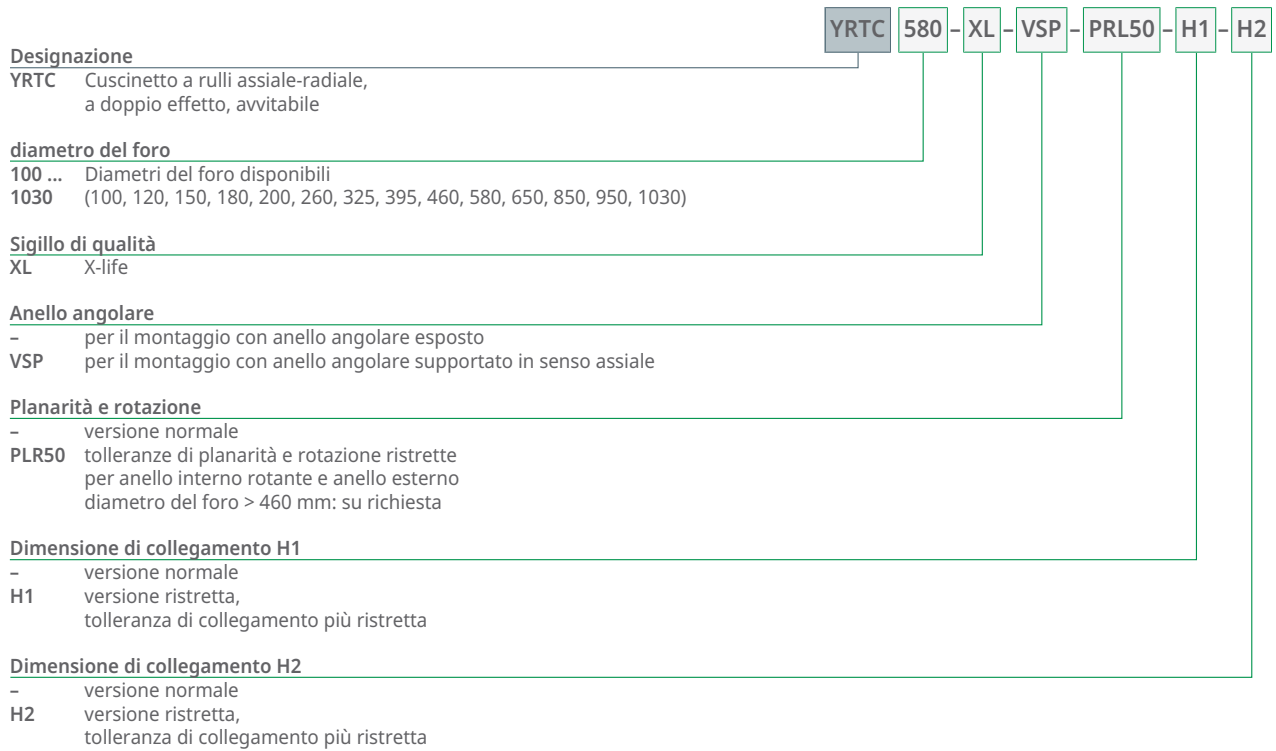 YRTC 580 – XL – VSP – PRL50 – H1 – H2
Designazione
YRTC Cuscinetto a rulli assiale-radiale,
a doppio effetto, avvitabile
diametro del foro
100 ... Diametri del foro disponibili
1030 (100, 120, 150, 180, 200, 260, 325, 395, 460, 580, 650, 850, 950, 1030)
Sigillo di qualità
XL X-life
Anello angolare
– per il montaggio con anello angolare esposto
VSP per il montaggio con anello angolare supportato in senso assiale
Planarità e rotazione
– versione normale
PLR50 tolleranze di planarità e rotazione ristrette
per anello interno rotante e anello esterno
diametro del foro > 460 mm: su richiesta
Dimensione di collegamento H1
– versione normale
H1 versione ristretta,
tolleranza di collegamento più ristretta
Dimensione di collegamento H2
– versione normale
H2 versione ristretta,
tolleranza di collegamento più ristretta